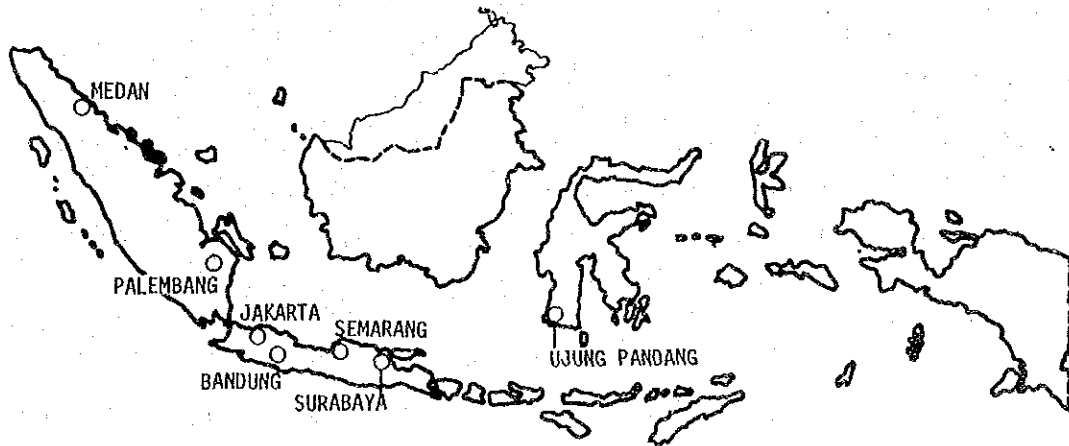 MEDAN
PALEMBANG
JAKARTA
SEMARANG
BANDUNG
SURABAYA
UJUNG PANDANG